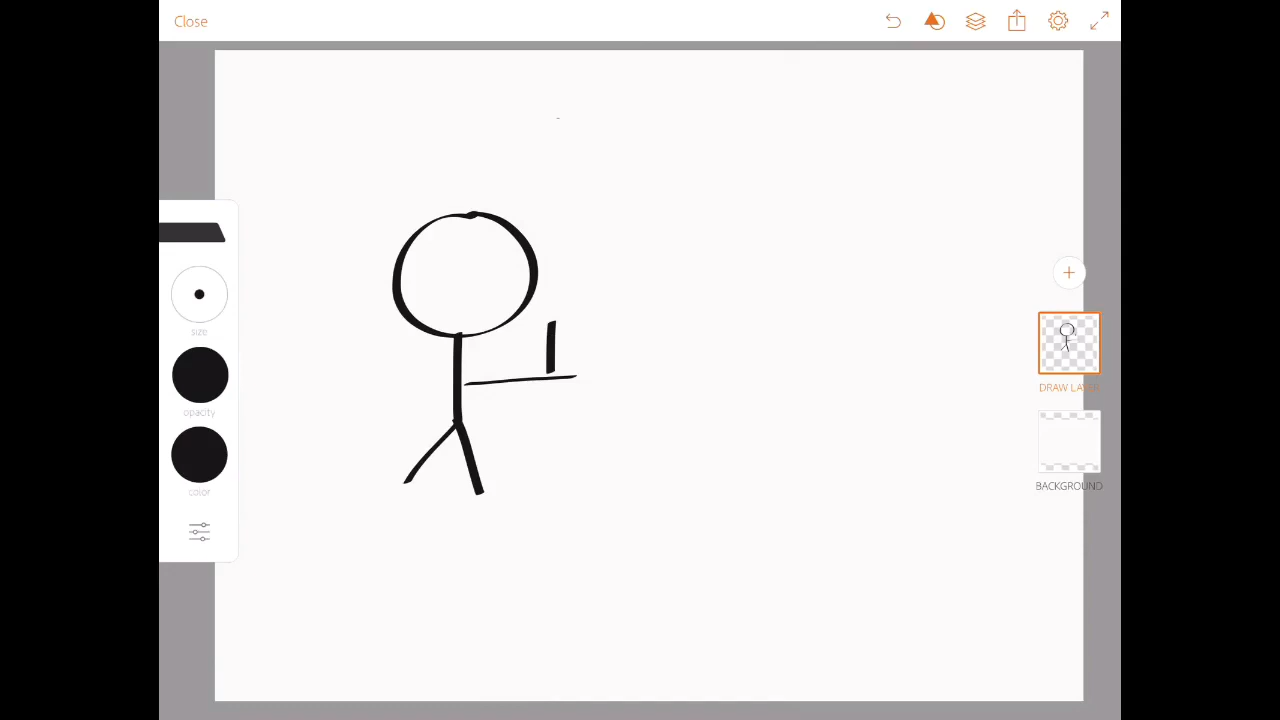 Close
size
opacity
color
DRAW LAYER
BACKGROUND